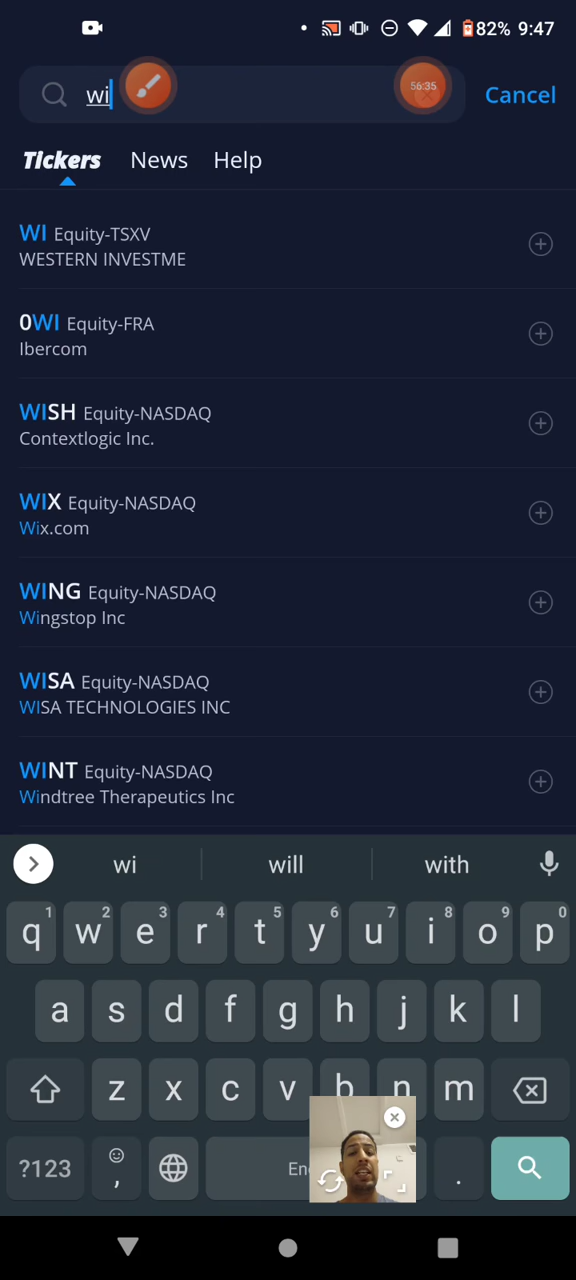 82% 9:47
wi
56:35
Cancel
Tickers News Help
WI Equity-TSXV
WESTERN INVESTME
0WI Equity-FRA
Ibercom
WISH Equity-NASDAQ
Contextlogic Inc.
WIX Equity-NASDAQ
Wix.com
WING Equity-NASDAQ
Wingstop Inc
WISA Equity-NASDAQ
WISA TECHNOLOGIES INC
WINT Equity-NASDAQ
Windtree Therapeutics Inc
wi will with
1 2 3 4 5 6 7 8 9 0
q w e r t y u i o p
a s d f g h j k l
z x c v b n m
?123 , En .